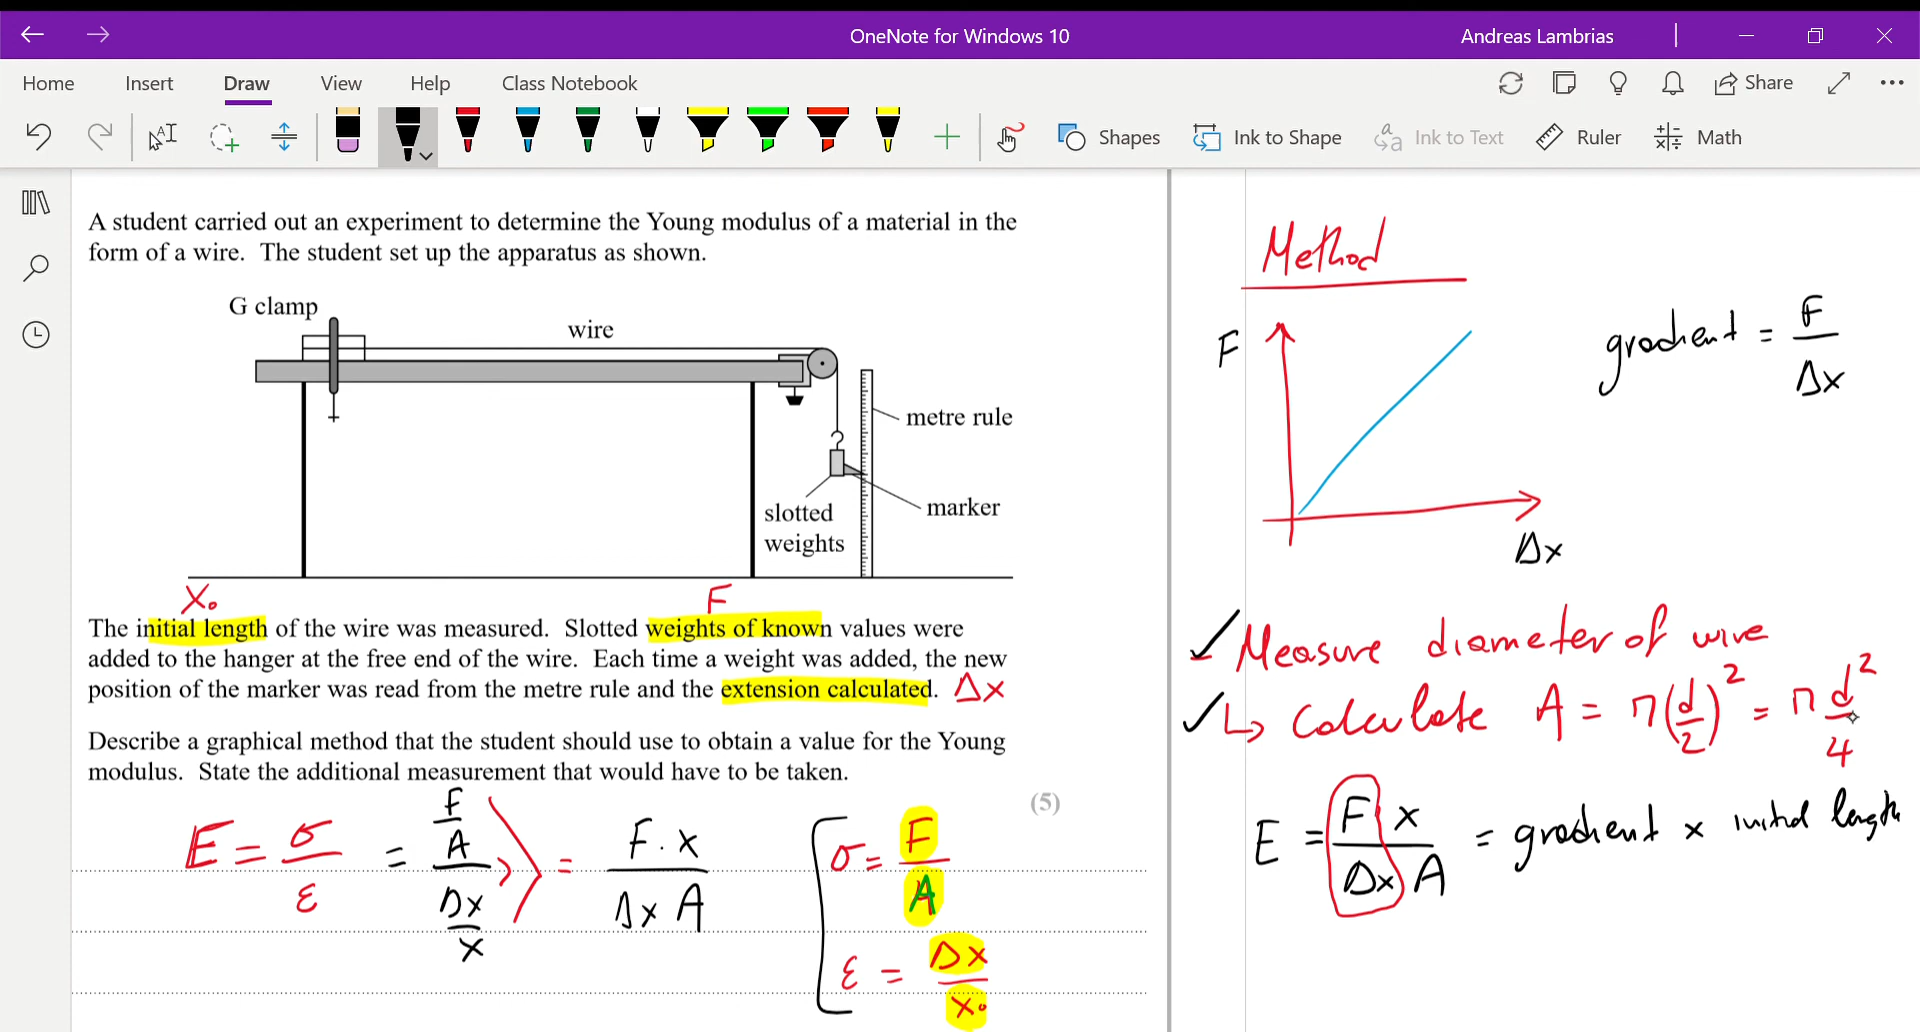 OneNote for Windows 10
Andreas Lambrias
Home Insert Draw View Help Class Notebook
Share
Shapes Ink to Shape Ink to Text Ruler Math
A student carried out an experiment to determine the Young modulus of a material in the
form of a wire. The student set up the apparatus as shown.
G clamp
wire
metre rule
marker
slotted
weights
X₀
F
The initial length of the wire was measured. Slotted weights of known values were
added to the hanger at the free end of the wire. Each time a weight was added, the new
position of the marker was read from the metre rule and the extension calculated. Δx
Describe a graphical method that the student should use to obtain a value for the Young
modulus. State the additional measurement that would have to be taken.
(5)
E = σ/ε = (F/A)/(Δx/x) = F·x/(Δx A)
σ = F/A
ε = Δx/x₀
Method
F
Δx
gradient = F/Δx
✓ Measure diameter of wire
✓ ↳ Calculate A = π(d/2)² = πd²/4
E = F x/(Δx A) = gradient × initial length